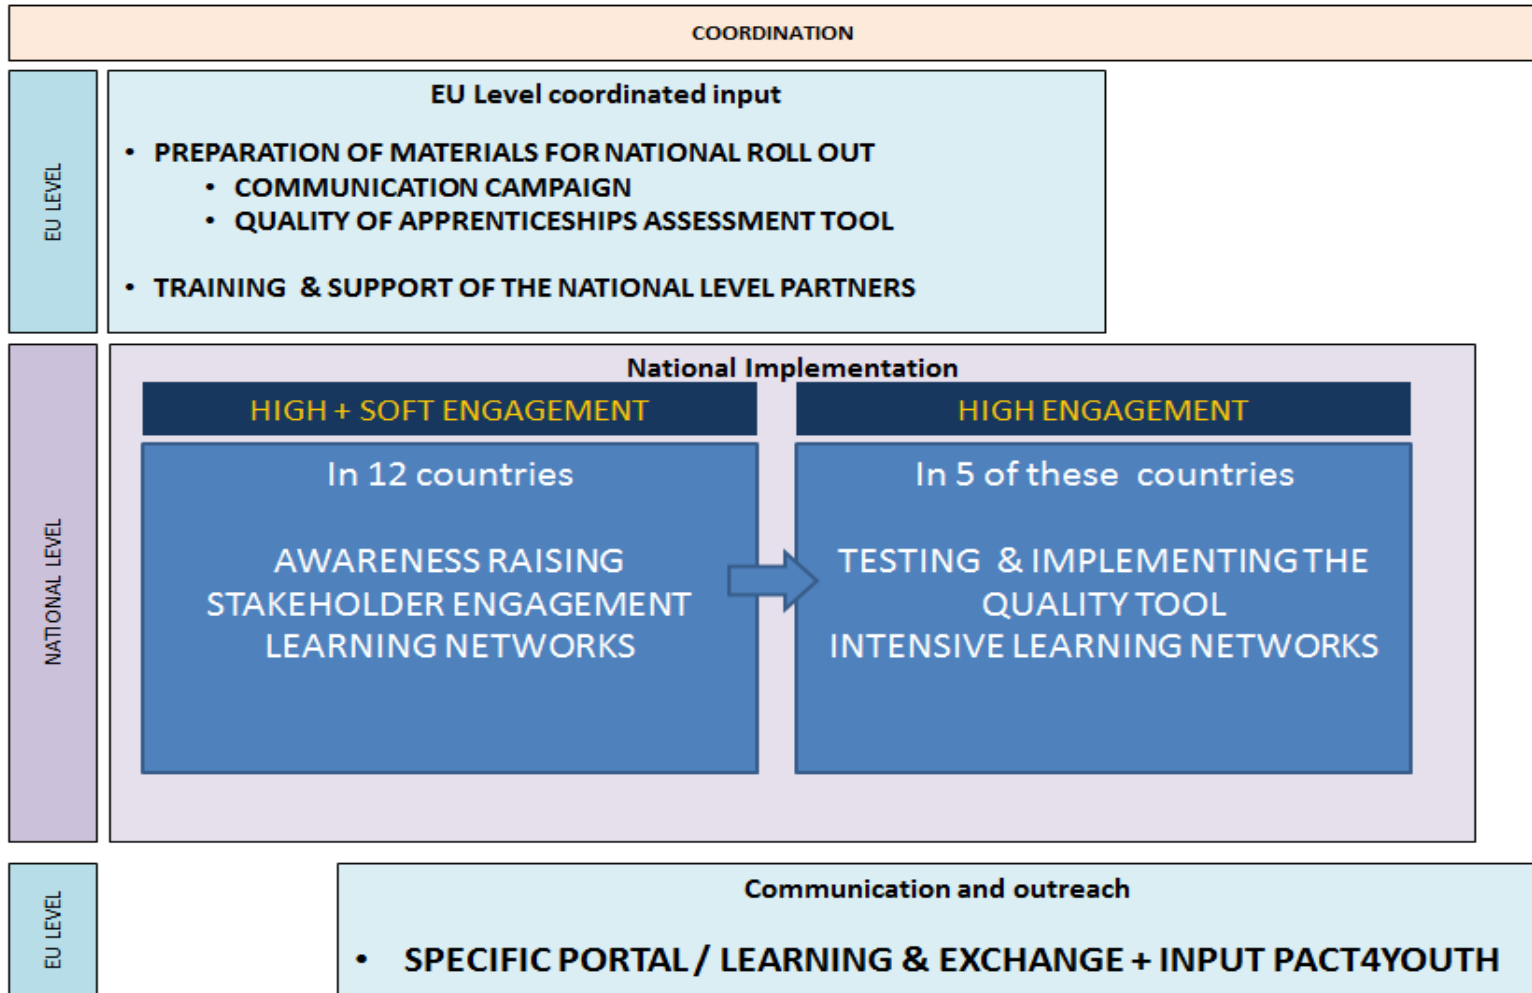 COORDINATION
EU LEVEL
EU Level coordinated input
• PREPARATION OF MATERIALS FOR NATIONAL ROLL OUT
• COMMUNICATION CAMPAIGN
• QUALITY OF APPRENTICESHIPS ASSESSMENT TOOL
• TRAINING & SUPPORT OF THE NATIONAL LEVEL PARTNERS
NATIONAL LEVEL
National Implementation
HIGH + SOFT ENGAGEMENT
In 12 countries
AWARENESS RAISING
STAKEHOLDER ENGAGEMENT
LEARNING NETWORKS
HIGH ENGAGEMENT
In 5 of these countries
TESTING & IMPLEMENTING THE
QUALITY TOOL
INTENSIVE LEARNING NETWORKS
EU LEVEL
Communication and outreach
• SPECIFIC PORTAL / LEARNING & EXCHANGE + INPUT PACT4YOUTH